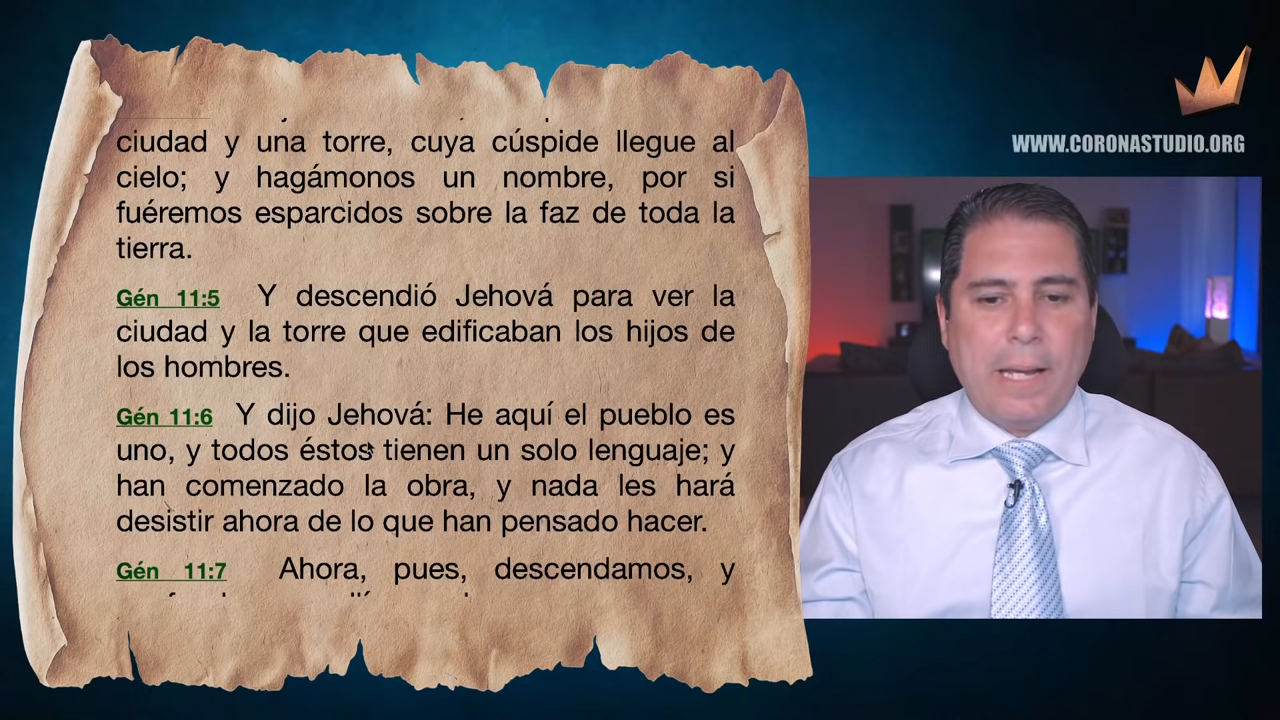 ciudad y una torre, cuya cúspide llegue al
cielo; y hagámonos un nombre, por si
fuéremos esparcidos sobre la faz de toda la
tierra.
Gén 11:5 Y descendió Jehová para ver la
ciudad y la torre que edificaban los hijos de
los hombres.
Gén 11:6 Y dijo Jehová: He aquí el pueblo es
uno, y todos éstos tienen un solo lenguaje; y
han comenzado la obra, y nada les hará
desistir ahora de lo que han pensado hacer.
Gén 11:7 Ahora, pues, descendamos, y
WWW.CORONASTUDIO.ORG